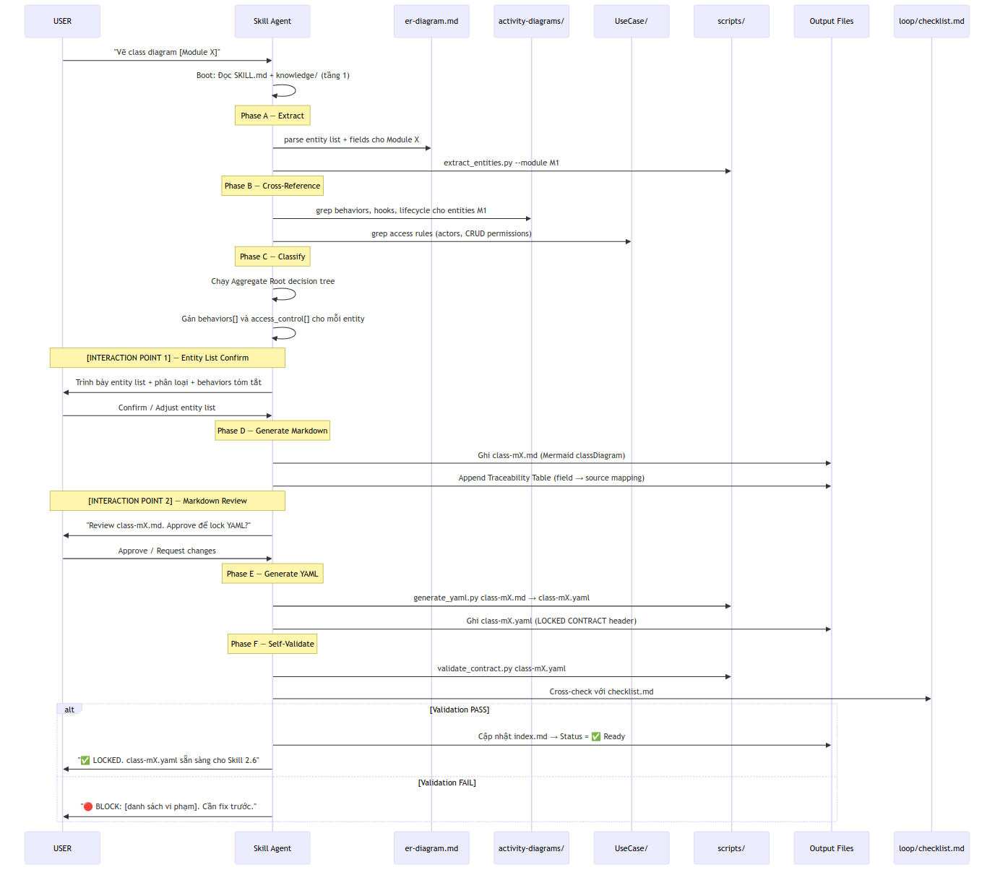 USER
Skill Agent
er-diagram.md
activity-diagrams/
UseCase/
scripts/
Output Files
loop/checklist.md
"Vẽ class diagram [Module X]"
Boot: Đọc SKILL.md + knowledge/ (tầng 1)
Phase A — Extract
parse entity list + fields cho Module X
extract_entities.py --module M1
Phase B — Cross-Reference
grep behaviors, hooks, lifecycle cho entities M1
grep access rules (actors, CRUD permissions)
Phase C — Classify
Chạy Aggregate Root decision tree
Gán behaviors[] và access_control[] cho mỗi entity
[INTERACTION POINT 1] — Entity List Confirm
Trình bày entity list + phân loại + behaviors tóm tắt
Confirm / Adjust entity list
Phase D — Generate Markdown
Ghi class-mX.md (Mermaid classDiagram)
Append Traceability Table (field → source mapping)
[INTERACTION POINT 2] — Markdown Review
"Review class-mX.md. Approve để lock YAML?"
Approve / Request changes
Phase E — Generate YAML
generate_yaml.py class-mX.md → class-mX.yaml
Ghi class-mX.yaml (LOCKED CONTRACT header)
Phase F — Self-Validate
validate_contract.py class-mX.yaml
Cross-check với checklist.md
alt
[Validation PASS]
Cập nhật index.md → Status = ✅ Ready
"✅ LOCKED. class-mX.yaml sẵn sàng cho Skill 2.6"
[Validation FAIL]
"🔴 BLOCK: [danh sách vi phạm]. Cần fix trước."
USER
Skill Agent
er-diagram.md
activity-diagrams/
UseCase/
scripts/
Output Files
loop/checklist.md